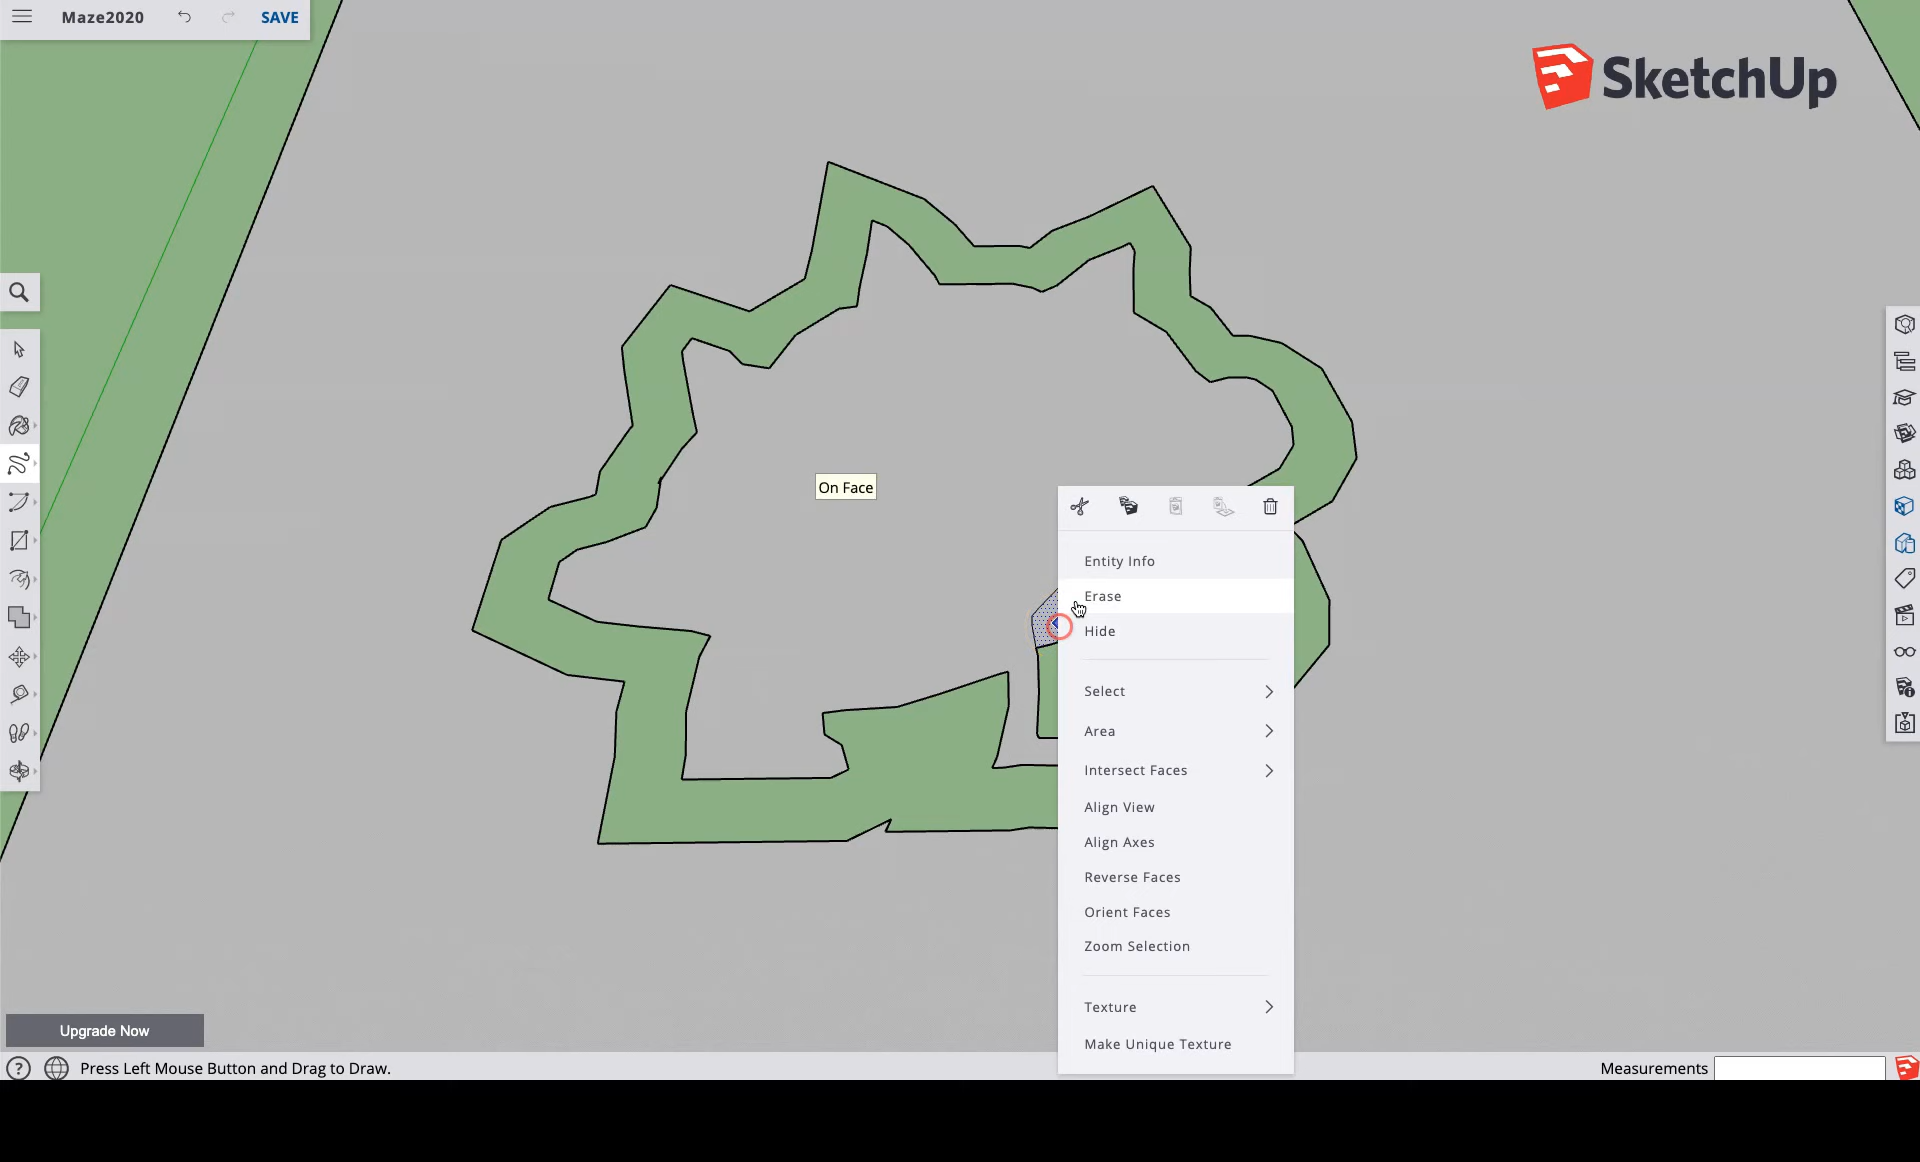 Maze2020 SAVE
SketchUp
On Face
Entity Info
Erase
Hide
Select
Area
Intersect Faces
Align View
Align Axes
Reverse Faces
Orient Faces
Zoom Selection
Texture
Make Unique Texture
Upgrade Now
? Press Left Mouse Button and Drag to Draw. Measurements